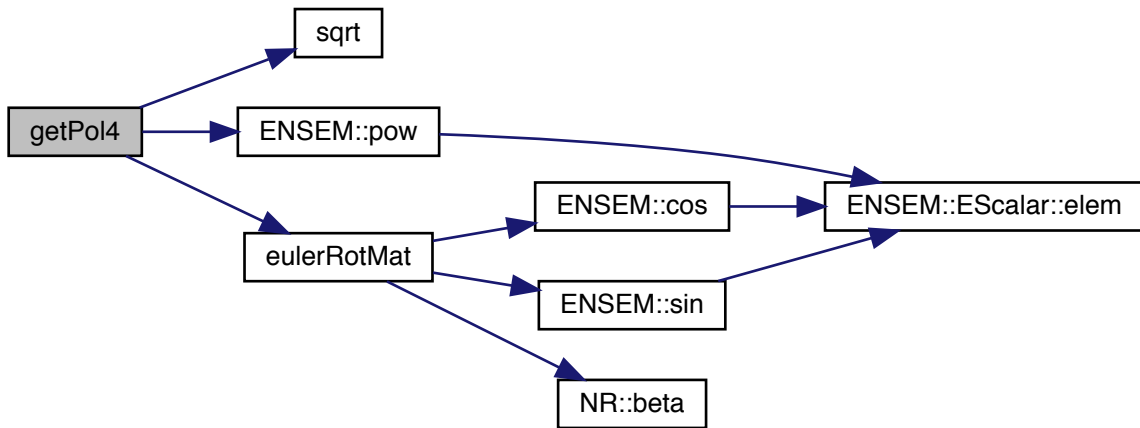 sqrt
getPol4
ENSEM::pow
ENSEM::cos
ENSEM::EScalar::elem
eulerRotMat
ENSEM::sin
NR::beta